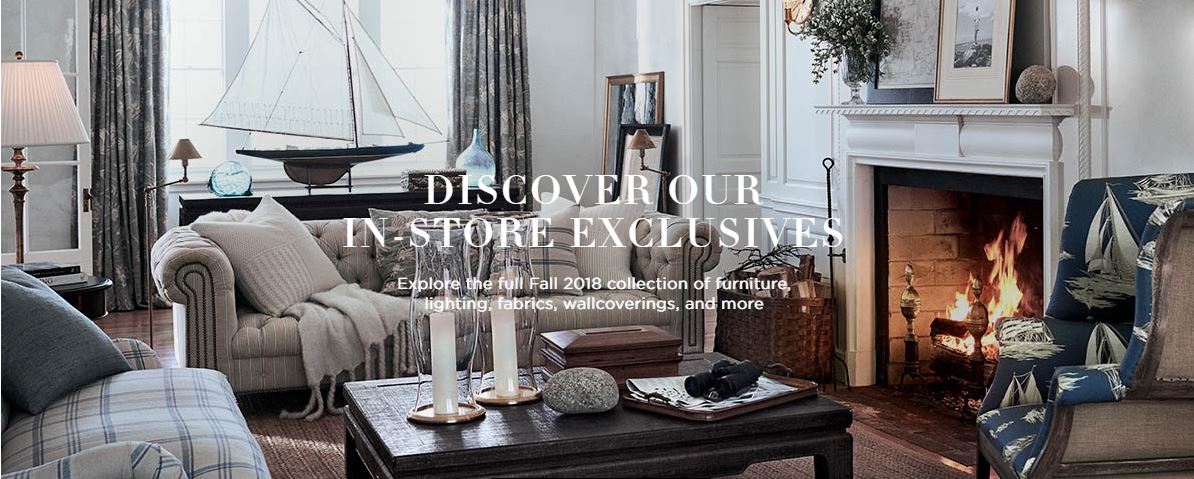 DISCOVER OUR
IN-STORE EXCLUSIVES
Explore the full Fall 2018 collection of furniture,
lighting, fabrics, wallcoverings, and more